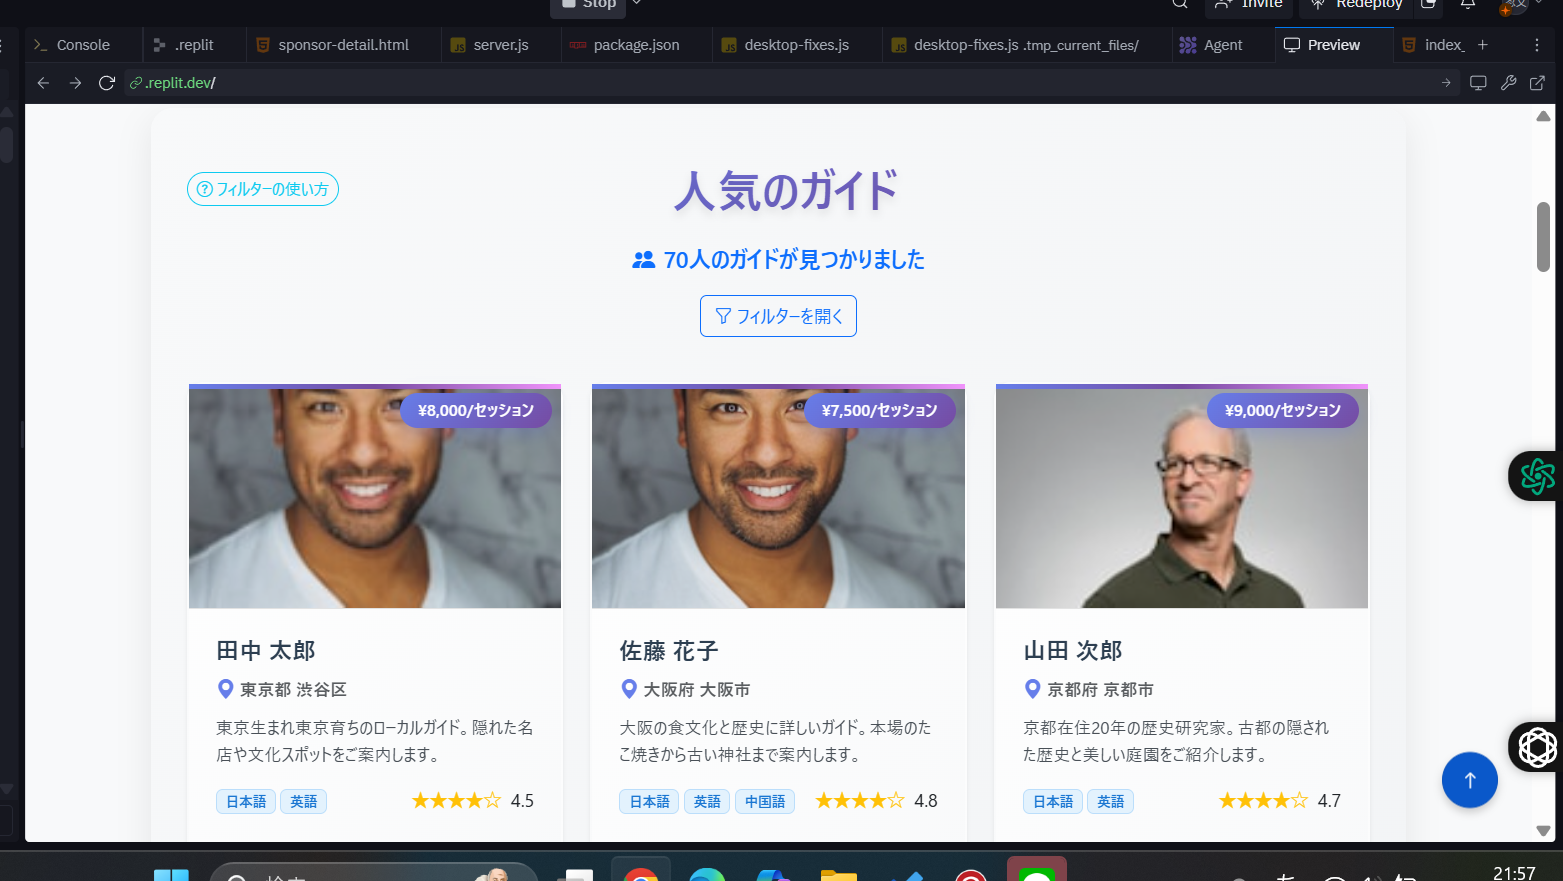 Stop
Invite
Redeploy
Console
.replit
sponsor-detail.html
server.js
package.json
desktop-fixes.js
desktop-fixes.js .tmp_current_files/
Agent
Preview
index_
.replit.dev/
フィルターの使い方
人気のガイド
70人のガイドが見つかりました
フィルターを開く
¥8,000/セッション
¥7,500/セッション
¥9,000/セッション
田中 太郎
東京都 渋谷区
東京生まれ東京育ちのローカルガイド。隠れた名
店や文化スポットをご案内します。
日本語 英語 ★★★★☆ 4.5
佐藤 花子
大阪府 大阪市
大阪の食文化と歴史に詳しいガイド。本場のた
こ焼きから古い神社まで案内します。
日本語 英語 中国語 ★★★★☆ 4.8
山田 次郎
京都府 京都市
京都在住20年の歴史研究家。古都の隠され
た歴史と美しい庭園をご紹介します。
日本語 英語 ★★★★☆ 4.7
21:57